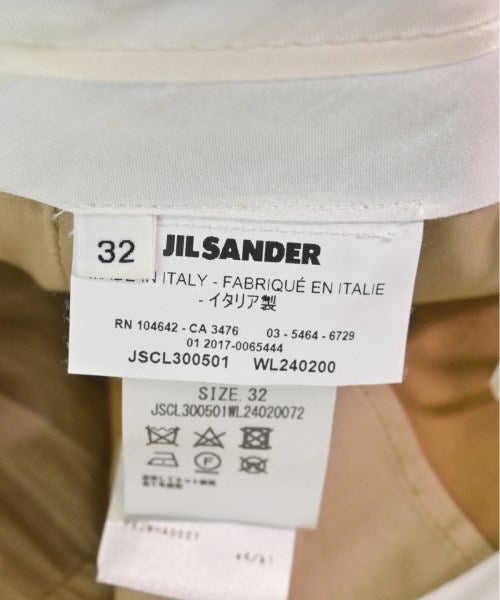 32
JIL SANDER
MADE IN ITALY - FABRIQUÉ EN ITALIE
- イタリア製
RN 104642 - CA 3476 03 - 5464 - 6729
01 2017-0065444
JSCL300501 WL240200
SIZE. 32
JSCL300501WL24020072